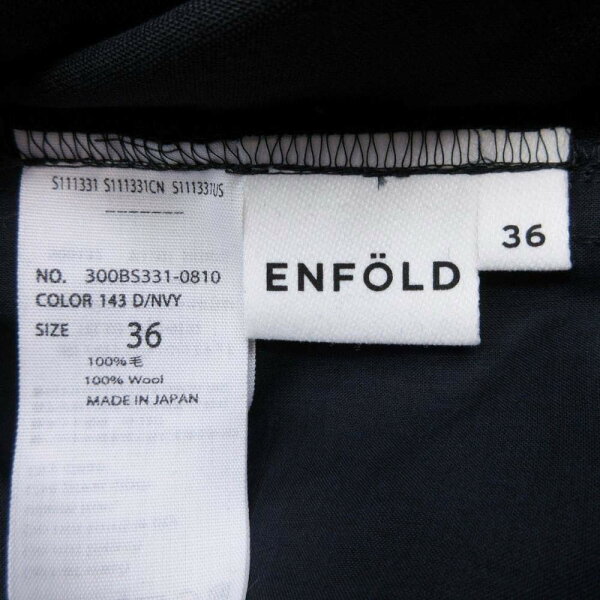 S111331 S111331CN S111337US
-------
NO. 300BS331-0810
COLOR 143 D/NVY
SIZE 36
100%毛
100% Wool
MADE IN JAPAN
ENFÖLD
36